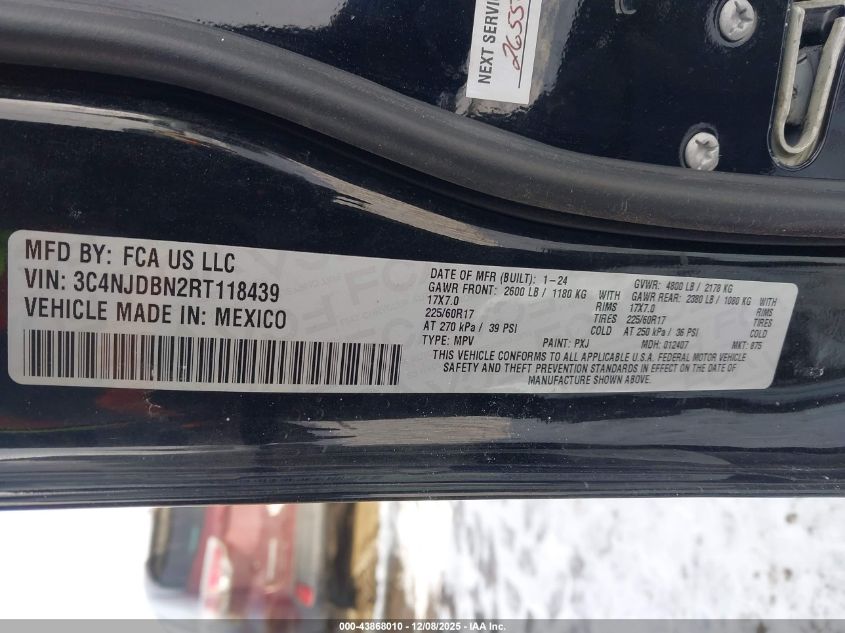 NEXT SERVIC
2655
MFD BY: FCA US LLC
VIN: 3C4NJDBN2RT118439
VEHICLE MADE IN: MEXICO
DATE OF MFR (BUILT): 1-24 GVWR: 4800 LB / 2178 KG
GAWR FRONT: 2600 LB / 1180 KG WITH GAWR REAR: 2380 LB / 1080 KG WITH
17X7.0 RIMS 17X7.0 RIMS
225/60R17 TIRES 225/60R17 TIRES
AT 270 kPa / 39 PSI COLD AT 250 kPa / 36 PSI COLD
TYPE: MPV PAINT: PXJ MDH: 012407 MKT: 875
THIS VEHICLE CONFORMS TO ALL APPLICABLE U.S.A. FEDERAL MOTOR VEHICLE
SAFETY AND THEFT PREVENTION STANDARDS IN EFFECT ON THE DATE OF
MANUFACTURE SHOWN ABOVE.
000-43868010 - 12/08/2025 - IAA, Inc.